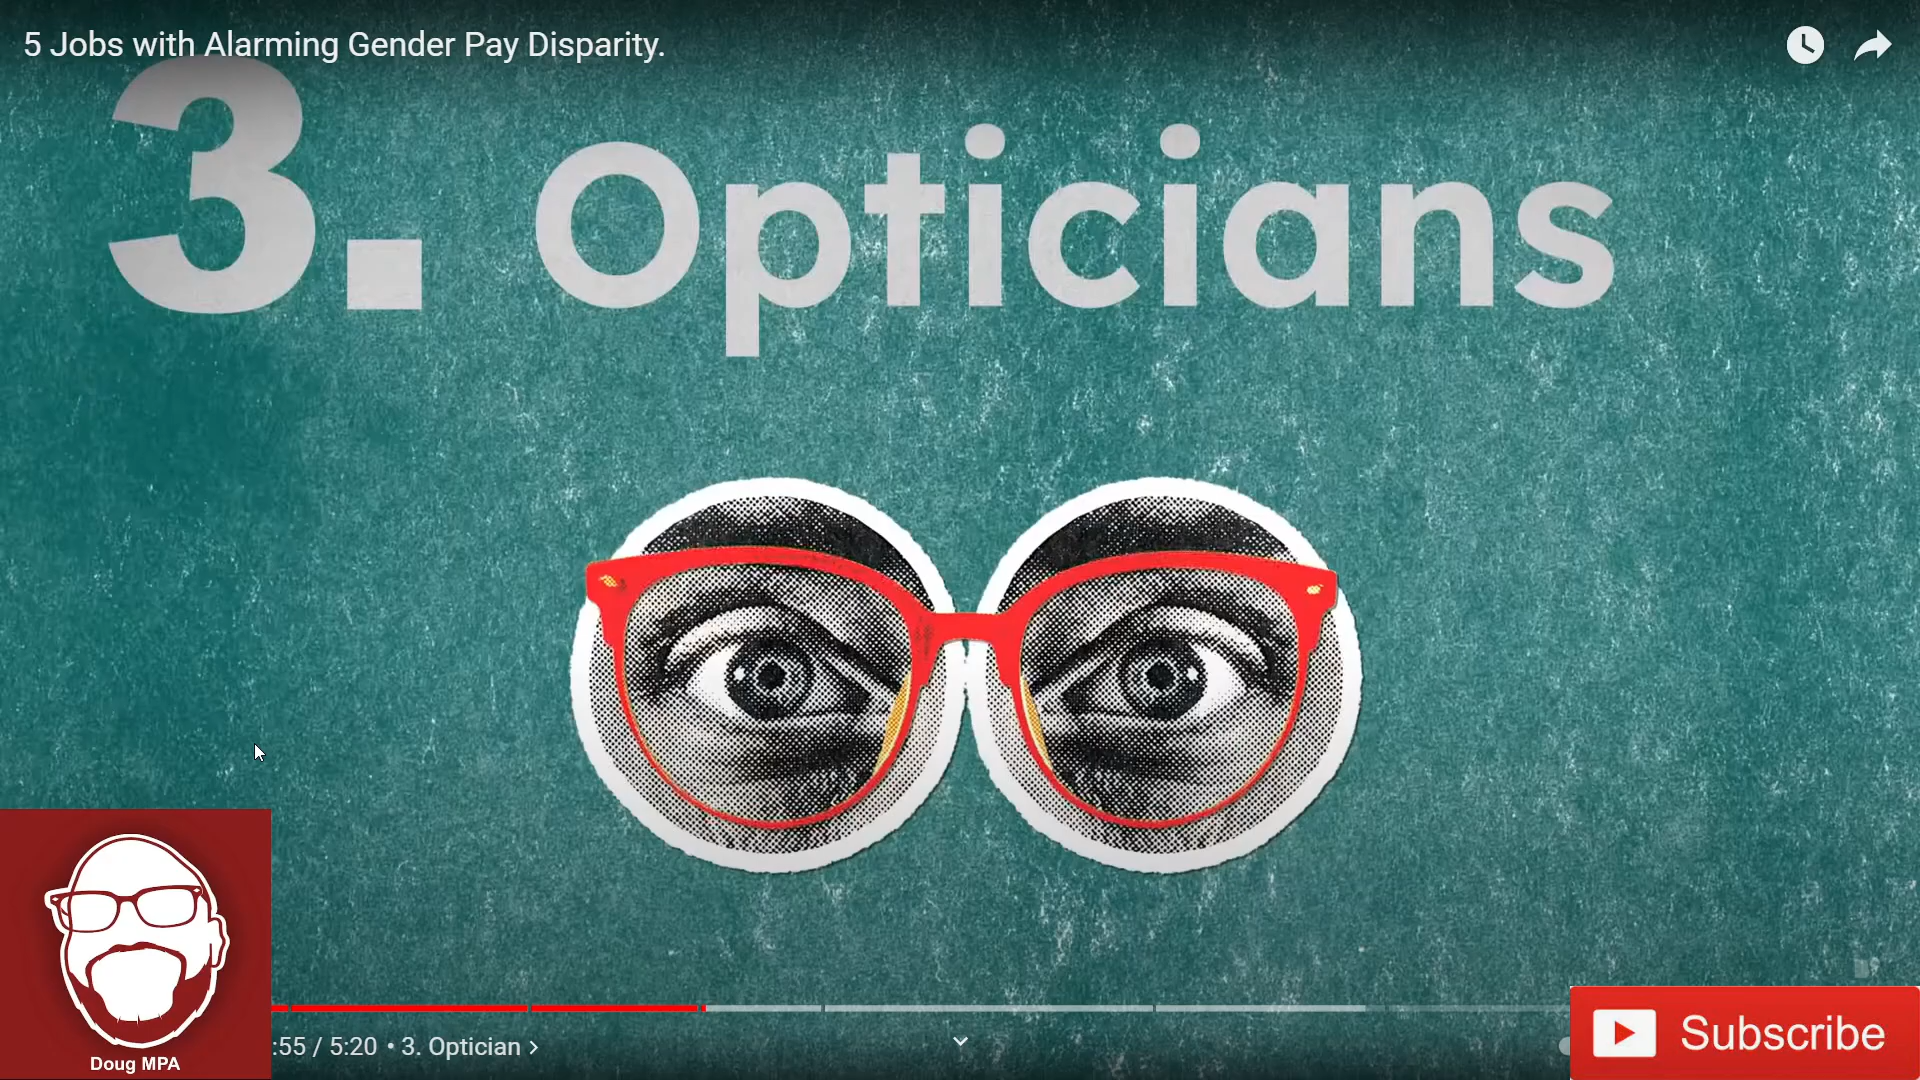 5 Jobs with Alarming Gender Pay Disparity.
3. Opticians
:55 / 5:20 • 3. Optician >
Doug MPA
Subscribe